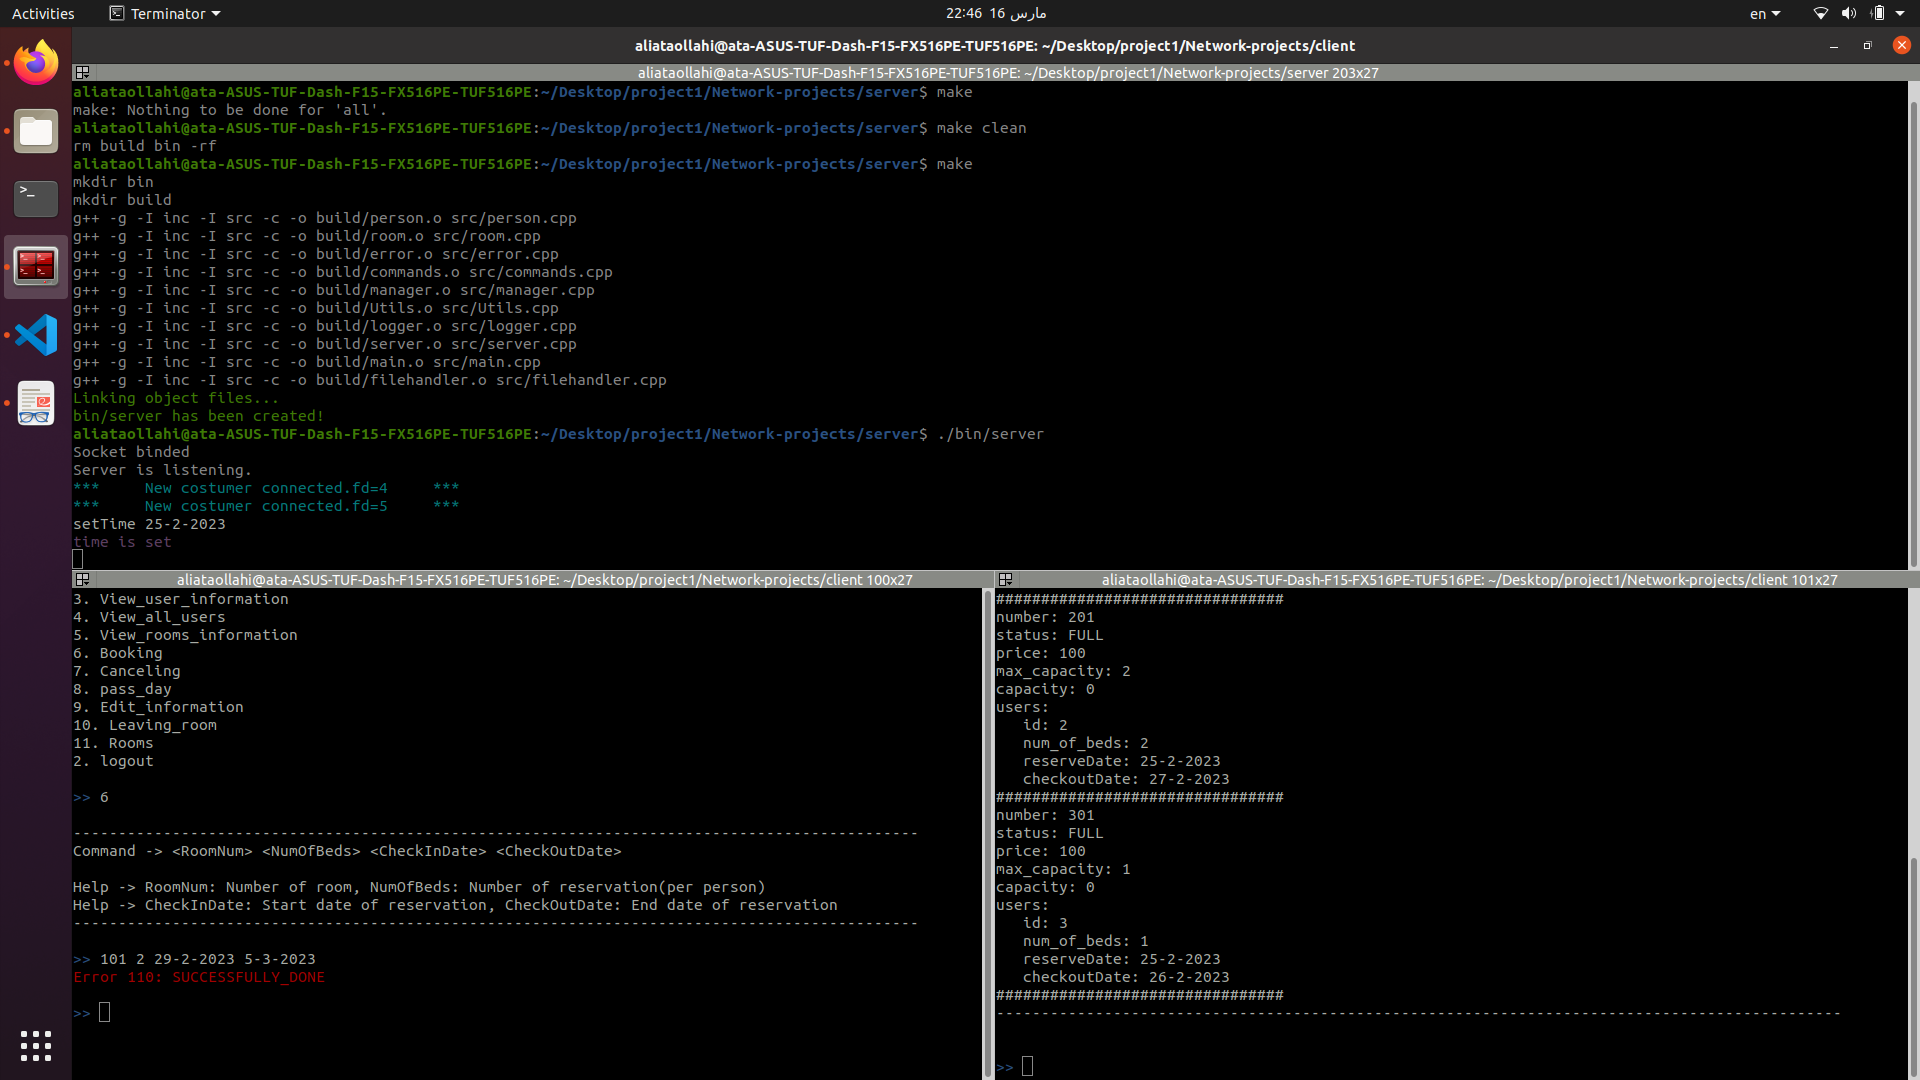 Activities
Terminator
22:46 16 مارس
en
aliataollahi@ata-ASUS-TUF-Dash-F15-FX516PE-TUF516PE: ~/Desktop/project1/Network-projects/client
aliataollahi@ata-ASUS-TUF-Dash-F15-FX516PE-TUF516PE: ~/Desktop/project1/Network-projects/server 203x27
aliataollahi@ata-ASUS-TUF-Dash-F15-FX516PE-TUF516PE:~/Desktop/project1/Network-projects/server$ make
make: Nothing to be done for 'all'.
aliataollahi@ata-ASUS-TUF-Dash-F15-FX516PE-TUF516PE:~/Desktop/project1/Network-projects/server$ make clean
rm build bin -rf
aliataollahi@ata-ASUS-TUF-Dash-F15-FX516PE-TUF516PE:~/Desktop/project1/Network-projects/server$ make
mkdir bin
mkdir build
g++ -g -I inc -I src -c -o build/person.o src/person.cpp
g++ -g -I inc -I src -c -o build/room.o src/room.cpp
g++ -g -I inc -I src -c -o build/error.o src/error.cpp
g++ -g -I inc -I src -c -o build/commands.o src/commands.cpp
g++ -g -I inc -I src -c -o build/manager.o src/manager.cpp
g++ -g -I inc -I src -c -o build/Utils.o src/Utils.cpp
g++ -g -I inc -I src -c -o build/logger.o src/logger.cpp
g++ -g -I inc -I src -c -o build/server.o src/server.cpp
g++ -g -I inc -I src -c -o build/main.o src/main.cpp
g++ -g -I inc -I src -c -o build/filehandler.o src/filehandler.cpp
Linking object files...
bin/server has been created!
aliataollahi@ata-ASUS-TUF-Dash-F15-FX516PE-TUF516PE:~/Desktop/project1/Network-projects/server$ ./bin/server
Socket binded
Server is listening.
***     New costumer connected.fd=4     ***
***     New costumer connected.fd=5     ***
setTime 25-2-2023
time is set
aliataollahi@ata-ASUS-TUF-Dash-F15-FX516PE-TUF516PE: ~/Desktop/project1/Network-projects/client 100x27
3. View_user_information
4. View_all_users
5. View_rooms_information
6. Booking
7. Canceling
8. pass_day
9. Edit_information
10. Leaving_room
11. Rooms
2. logout
>> 6
----------------------------------------------------------------------------------------------
Command -> <RoomNum> <NumOfBeds> <CheckInDate> <CheckOutDate>
Help -> RoomNum: Number of room, NumOfBeds: Number of reservation(per person)
Help -> CheckInDate: Start date of reservation, CheckOutDate: End date of reservation
----------------------------------------------------------------------------------------------
>> 101 2 29-2-2023 5-3-2023
Error 110: SUCCESSFULLY_DONE
>>
aliataollahi@ata-ASUS-TUF-Dash-F15-FX516PE-TUF516PE: ~/Desktop/project1/Network-projects/client 101x27
################################
number: 201
status: FULL
price: 100
max_capacity: 2
capacity: 0
users:
   id: 2
   num_of_beds: 2
   reserveDate: 25-2-2023
   checkoutDate: 27-2-2023
################################
number: 301
status: FULL
price: 100
max_capacity: 1
capacity: 0
users:
   id: 3
   num_of_beds: 1
   reserveDate: 25-2-2023
   checkoutDate: 26-2-2023
################################
----------------------------------------------------------------------------------------------
>>